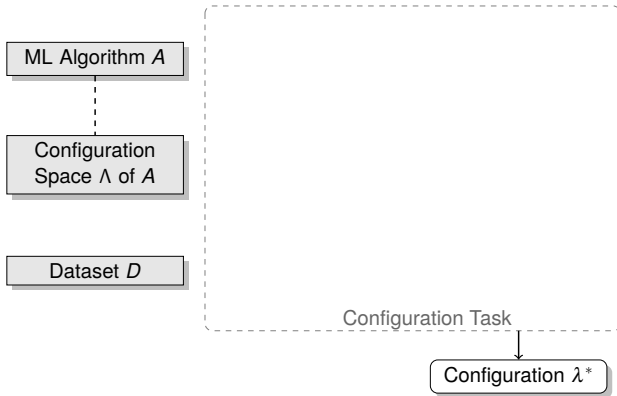 ML Algorithm A
Configuration
Space Λ of A
Dataset D
Configuration Task
Configuration λ*